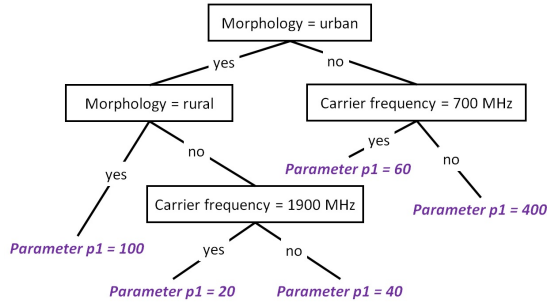 Morphology = urban
yes
no
Morphology = rural
Carrier frequency = 700 MHz
yes
no
yes
no
Parameter p1 = 60
Carrier frequency = 1900 MHz
Parameter p1 = 400
Parameter p1 = 100
yes
no
Parameter p1 = 20
Parameter p1 = 40